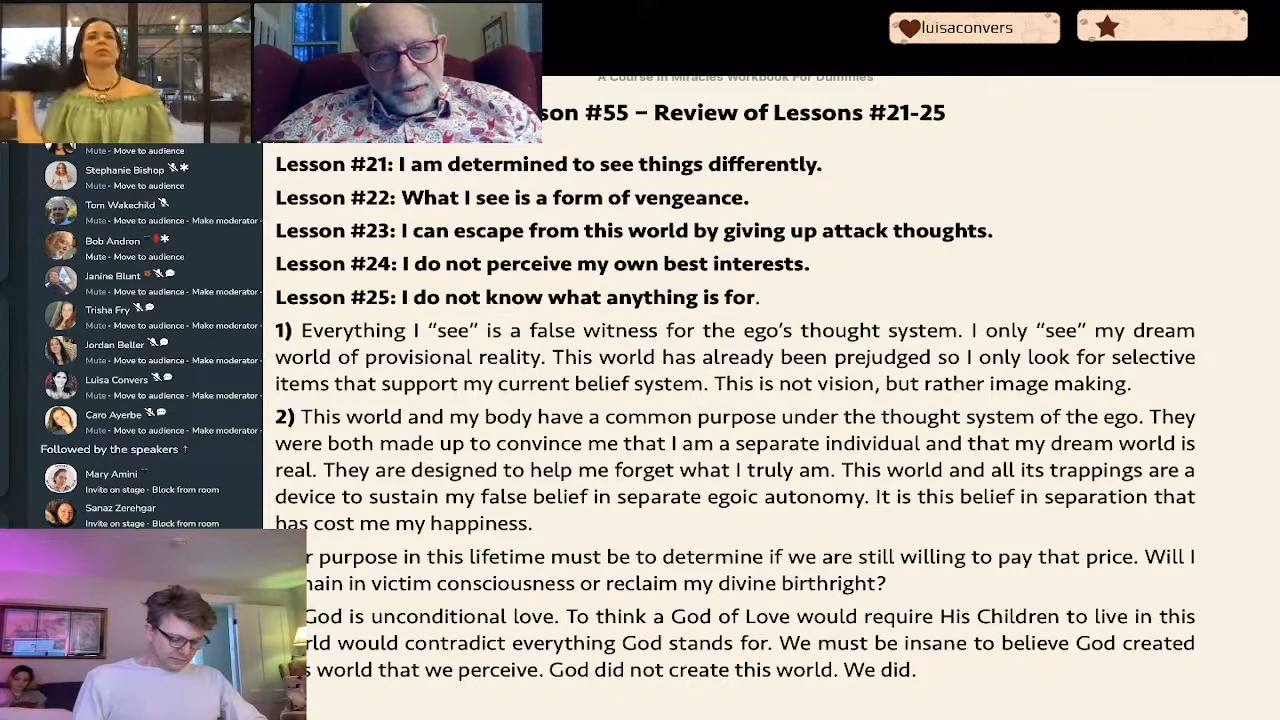 luisaconvers
A Course in Miracles Workbook For Dummies
son #55 – Review of Lessons #21-25
Lesson #21: I am determined to see things differently.
Lesson #22: What I see is a form of vengeance.
Lesson #23: I can escape from this world by giving up attack thoughts.
Lesson #24: I do not perceive my own best interests.
Lesson #25: I do not know what anything is for.
1) Everything I “see” is a false witness for the ego’s thought system. I only “see” my dream
world of provisional reality. This world has already been prejudged so I only look for selective
items that support my current belief system. This is not vision, but rather image making.
2) This world and my body have a common purpose under the thought system of the ego. They
were both made up to convince me that I am a separate individual and that my dream world is
real. They are designed to help me forget what I truly am. This world and all its trappings are a
device to sustain my false belief in separate egoic autonomy. It is this belief in separation that
has cost me my happiness.
r purpose in this lifetime must be to determine if we are still willing to pay that price. Will I
main in victim consciousness or reclaim my divine birthright?
God is unconditional love. To think a God of Love would require His Children to live in this
rld would contradict everything God stands for. We must be insane to believe God created
s world that we perceive. God did not create this world. We did.
Mute - Move to audience
Stephanie Bishop
Mute - Move to audience
Tom Wakechild
Mute - Move to audience - Make moderator -
Bob Andron
Mute - Move to audience
Janine Blunt
Mute - Move to audience - Make moderator -
Trisha Fry
Mute - Move to audience - Make moderator -
Jordan Beller
Mute - Move to audience - Make moderator -
Luisa Convers
Mute - Move to audience - Make moderator -
Caro Ayerbe
Mute - Move to audience - Make moderator -
Followed by the speakers ↑
Mary Amini
Invite on stage - Block from room
Sanaz Zerehgar
Invite on stage - Block from room